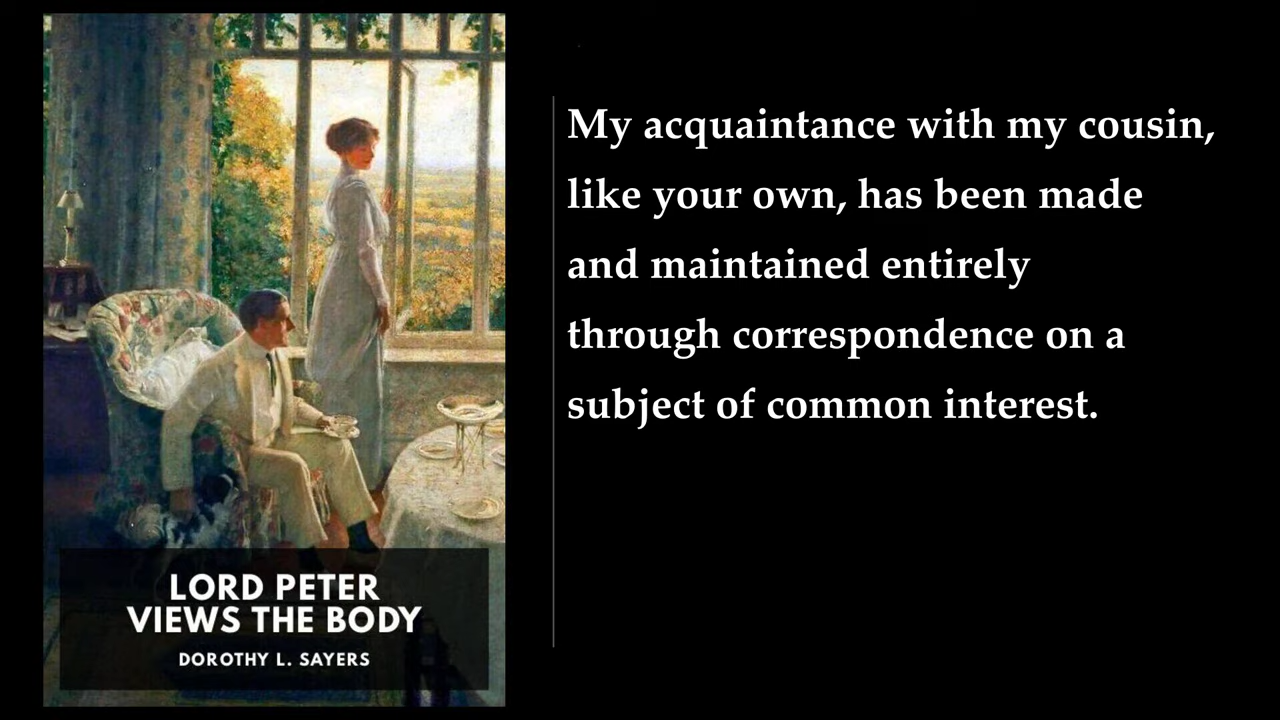 My acquaintance with my cousin,
like your own, has been made
and maintained entirely
through correspondence on a
subject of common interest.
LORD PETER
VIEWS THE BODY
DOROTHY L. SAYERS